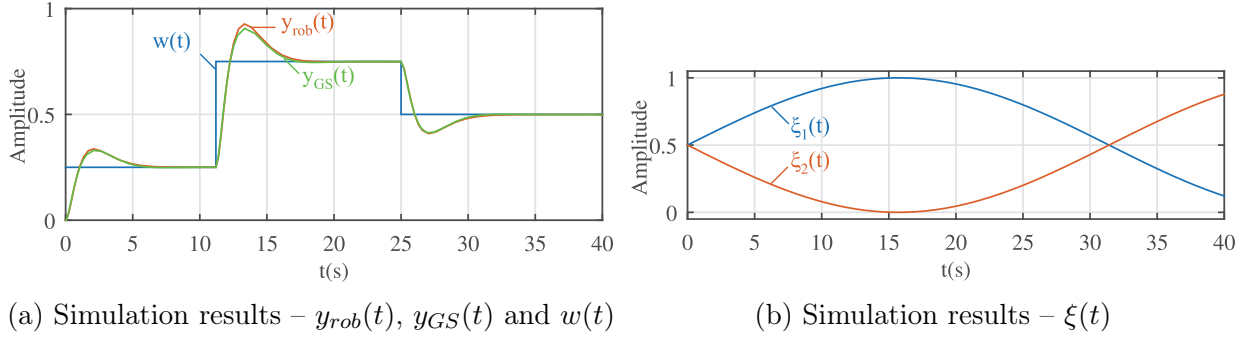 1
0.5
0
Amplitude
w(t)
y_rob(t)
y_GS(t)
0 5 10 15 20 25 30 35 40
t(s)
(a) Simulation results – y_rob(t), y_GS(t) and w(t)
1
0.5
0
Amplitude
ξ_1(t)
ξ_2(t)
0 5 10 15 20 25 30 35 40
t(s)
(b) Simulation results – ξ(t)